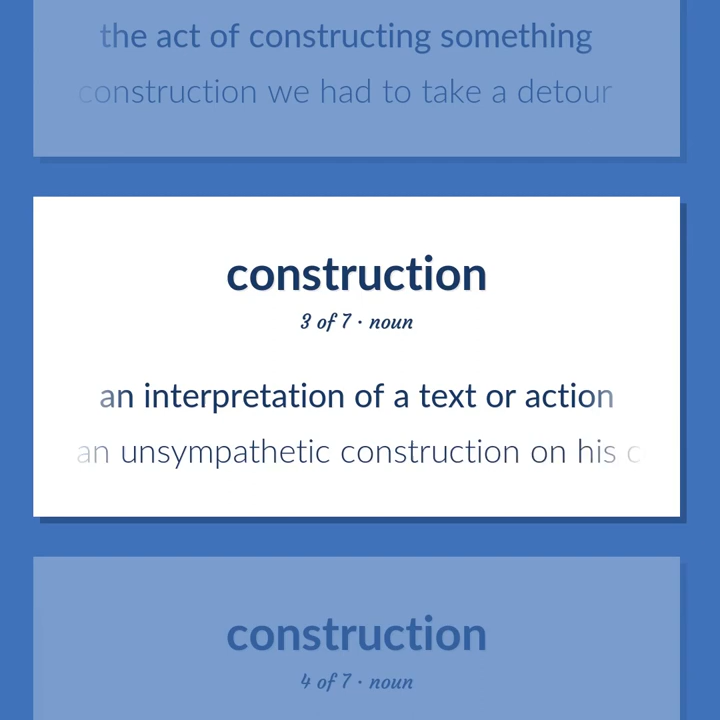 the act of constructing something
construction we had to take a detour
construction
3 of 7 · noun
an interpretation of a text or action
an unsympathetic construction on his
construction
4 of 7 · noun